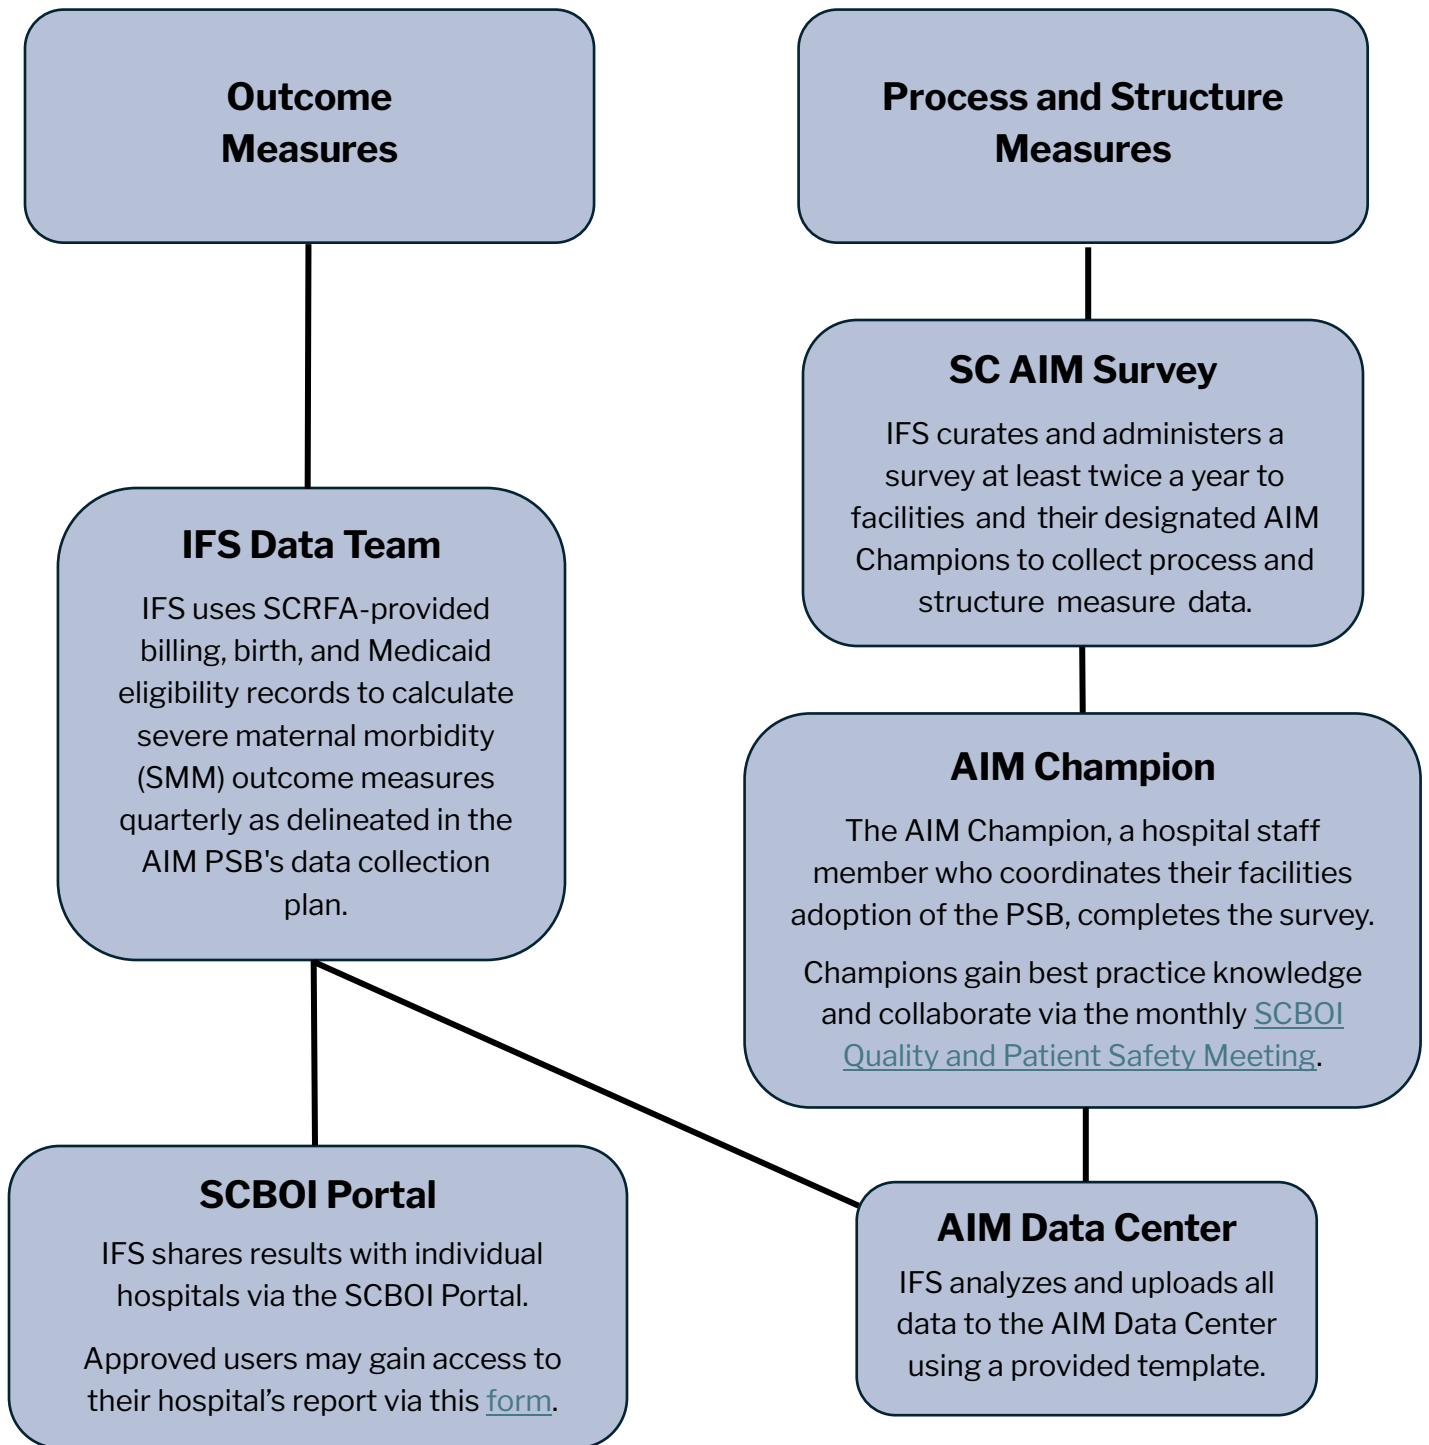 Outcome
Measures
Process and Structure
Measures
SC AIM Survey
IFS curates and administers a
survey at least twice a year to
facilities and their designated AIM
Champions to collect process and
structure measure data.
IFS Data Team
IFS uses SCRFA-provided
billing, birth, and Medicaid
eligibility records to calculate
severe maternal morbidity
(SMM) outcome measures
quarterly as delineated in the
AIM PSB's data collection
plan.
AIM Champion
The AIM Champion, a hospital staff
member who coordinates their facilities
adoption of the PSB, completes the survey.
Champions gain best practice knowledge
and collaborate via the monthly SCBOI
Quality and Patient Safety Meeting.
SCBOI Portal
IFS shares results with individual
hospitals via the SCBOI Portal.
Approved users may gain access to
their hospital’s report via this form.
AIM Data Center
IFS analyzes and uploads all
data to the AIM Data Center
using a provided template.